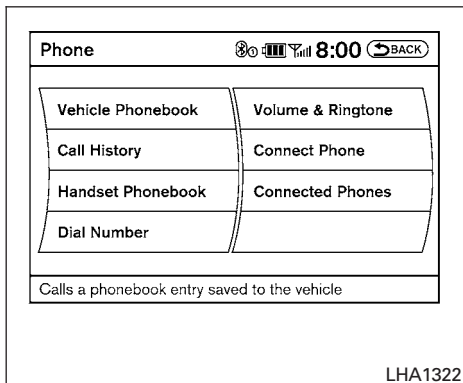 Phone 8:00 BACK
Vehicle Phonebook
Call History
Handset Phonebook
Dial Number
Volume & Ringtone
Connect Phone
Connected Phones
Calls a phonebook entry saved to the vehicle
LHA1322